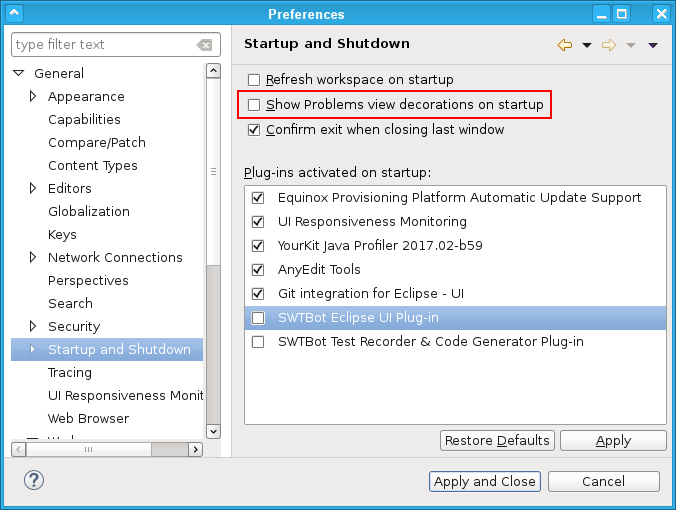 Preferences
type filter text
General
Appearance
Capabilities
Compare/Patch
Content Types
Editors
Globalization
Keys
Network Connections
Perspectives
Search
Security
Startup and Shutdown
Tracing
UI Responsiveness Monit
Web Browser
Startup and Shutdown
Refresh workspace on startup
Show Problems view decorations on startup
Confirm exit when closing last window
Plug-ins activated on startup:
Equinox Provisioning Platform Automatic Update Support
UI Responsiveness Monitoring
YourKit Java Profiler 2017.02-b59
AnyEdit Tools
Git integration for Eclipse - UI
SWTBot Eclipse UI Plug-in
SWTBot Test Recorder & Code Generator Plug-in
Restore Defaults
Apply
?
Apply and Close
Cancel